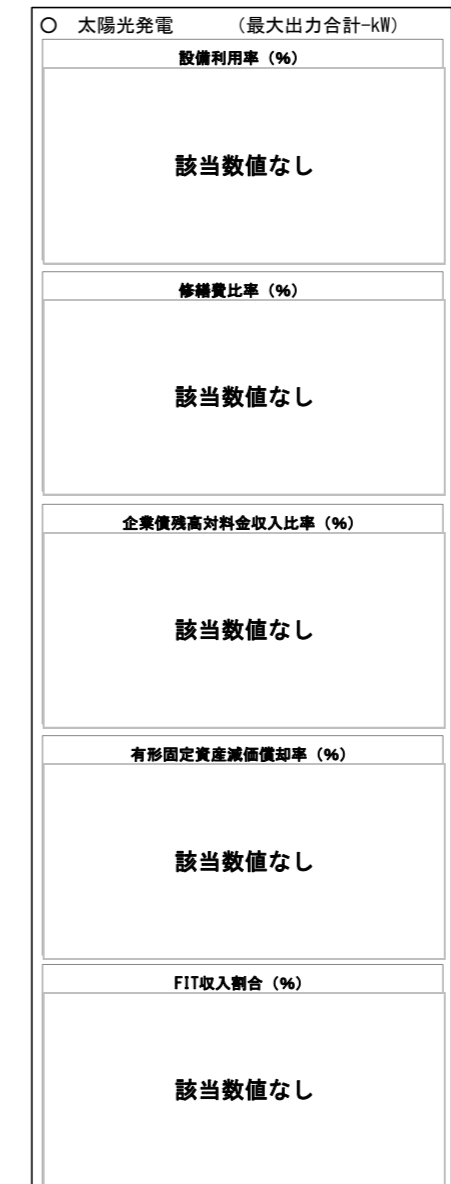 ○ 太陽光発電 (最大出力合計-kW)
設備利用率（%）
該当数値なし
修繕費比率（%）
該当数値なし
企業債残高対料金収入比率（%）
該当数値なし
有形固定資産減価償却率（%）
該当数値なし
FIT収入割合（%）
該当数値なし